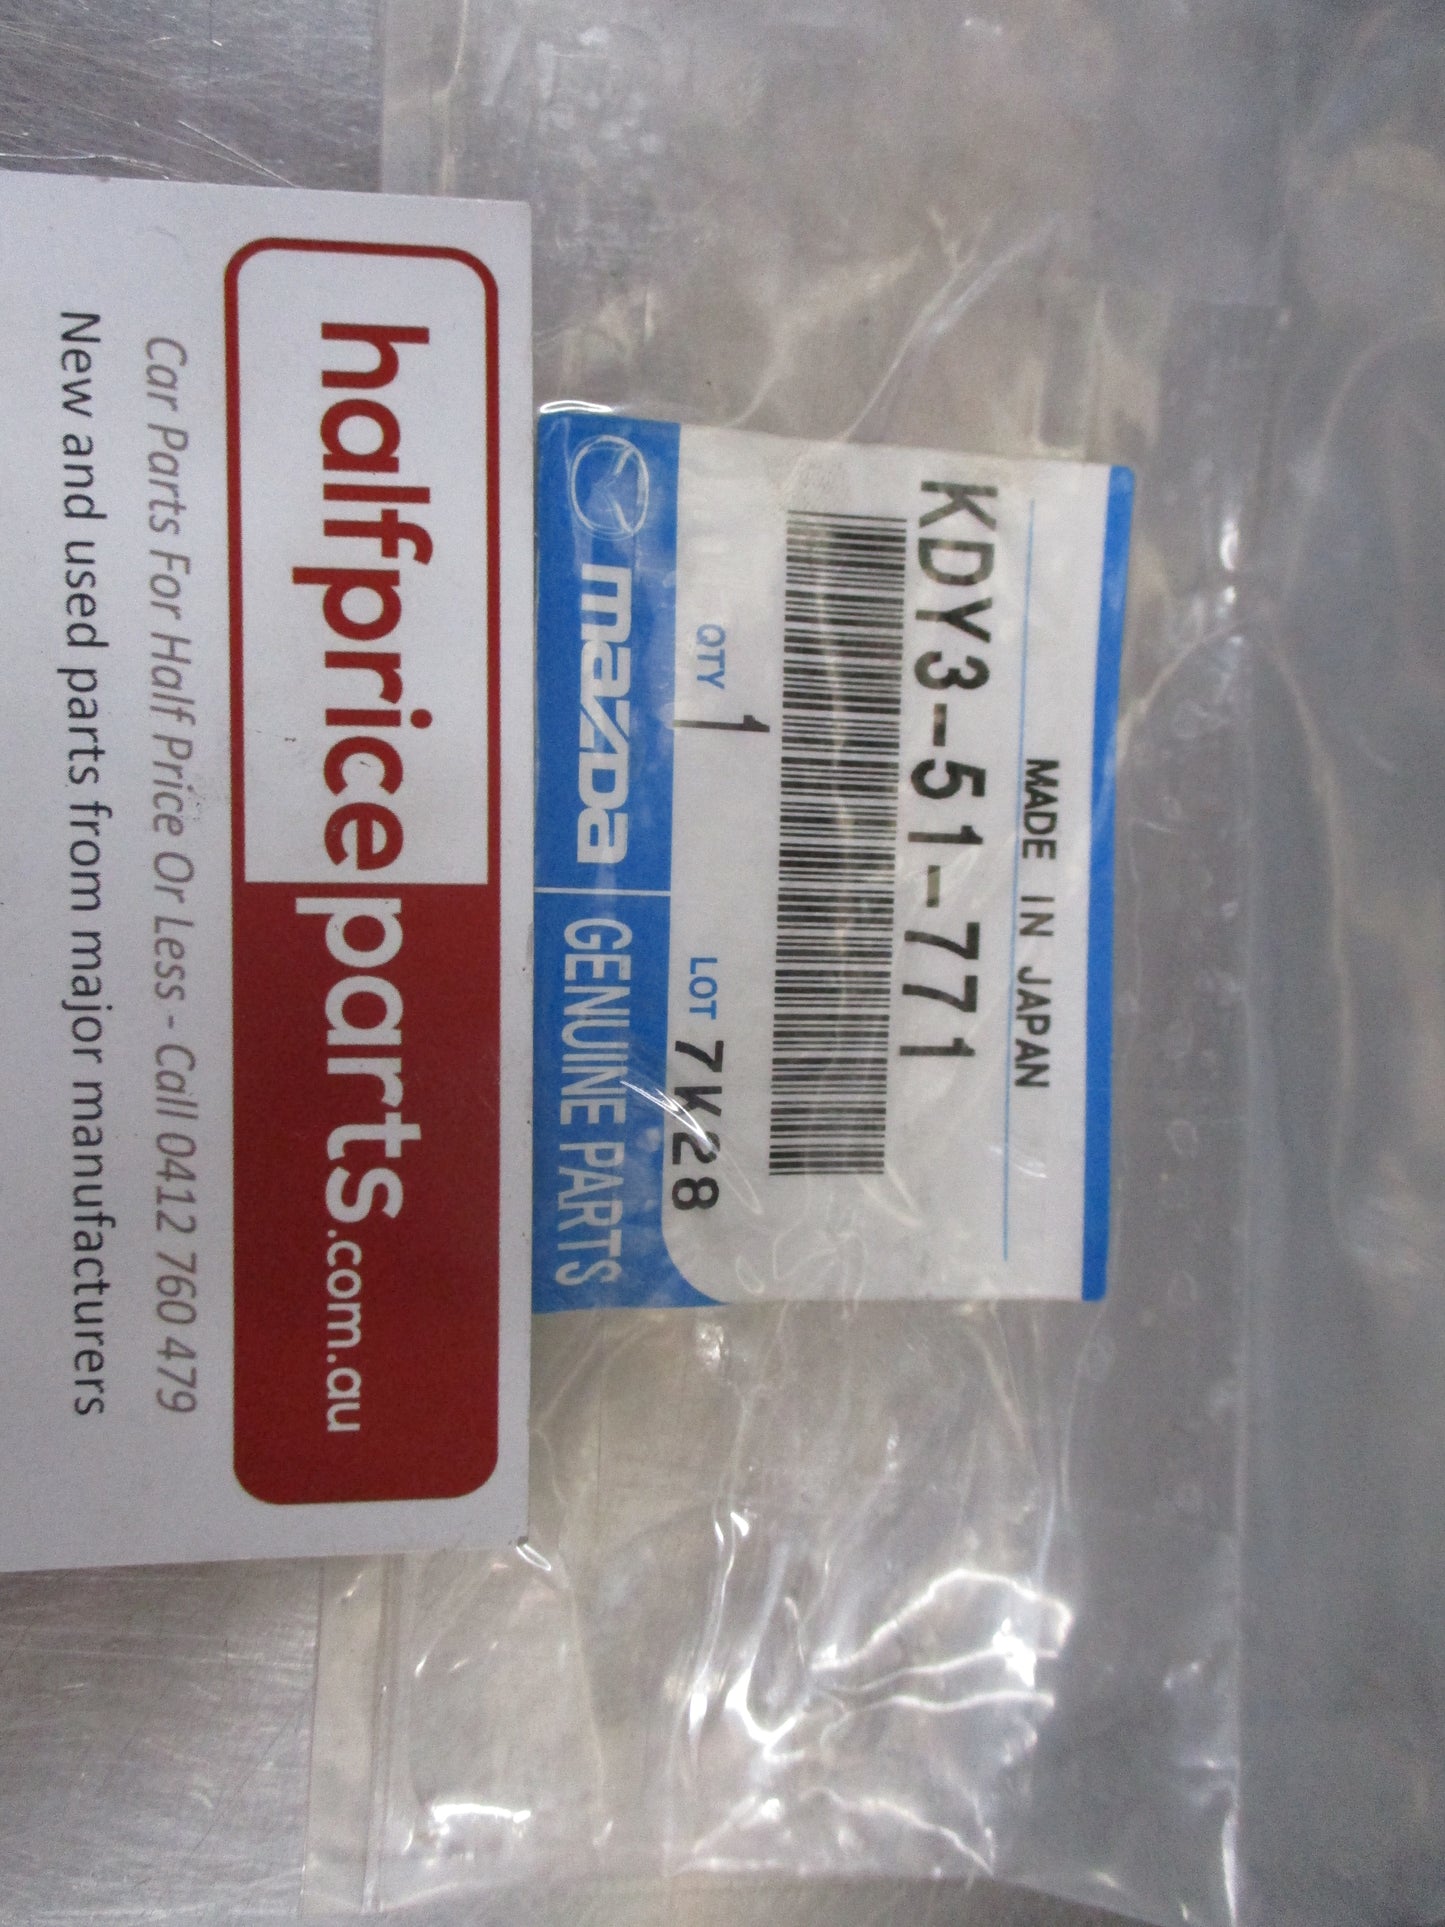 MADE IN JAPAN
KDY3-51-771
QTY 1
LOT 7K28
mazda GENUINE PARTS
halfpriceparts.com.au
Car Parts For Half Price Or Less - Call 0412 760 479
New and used parts from major manufacturers